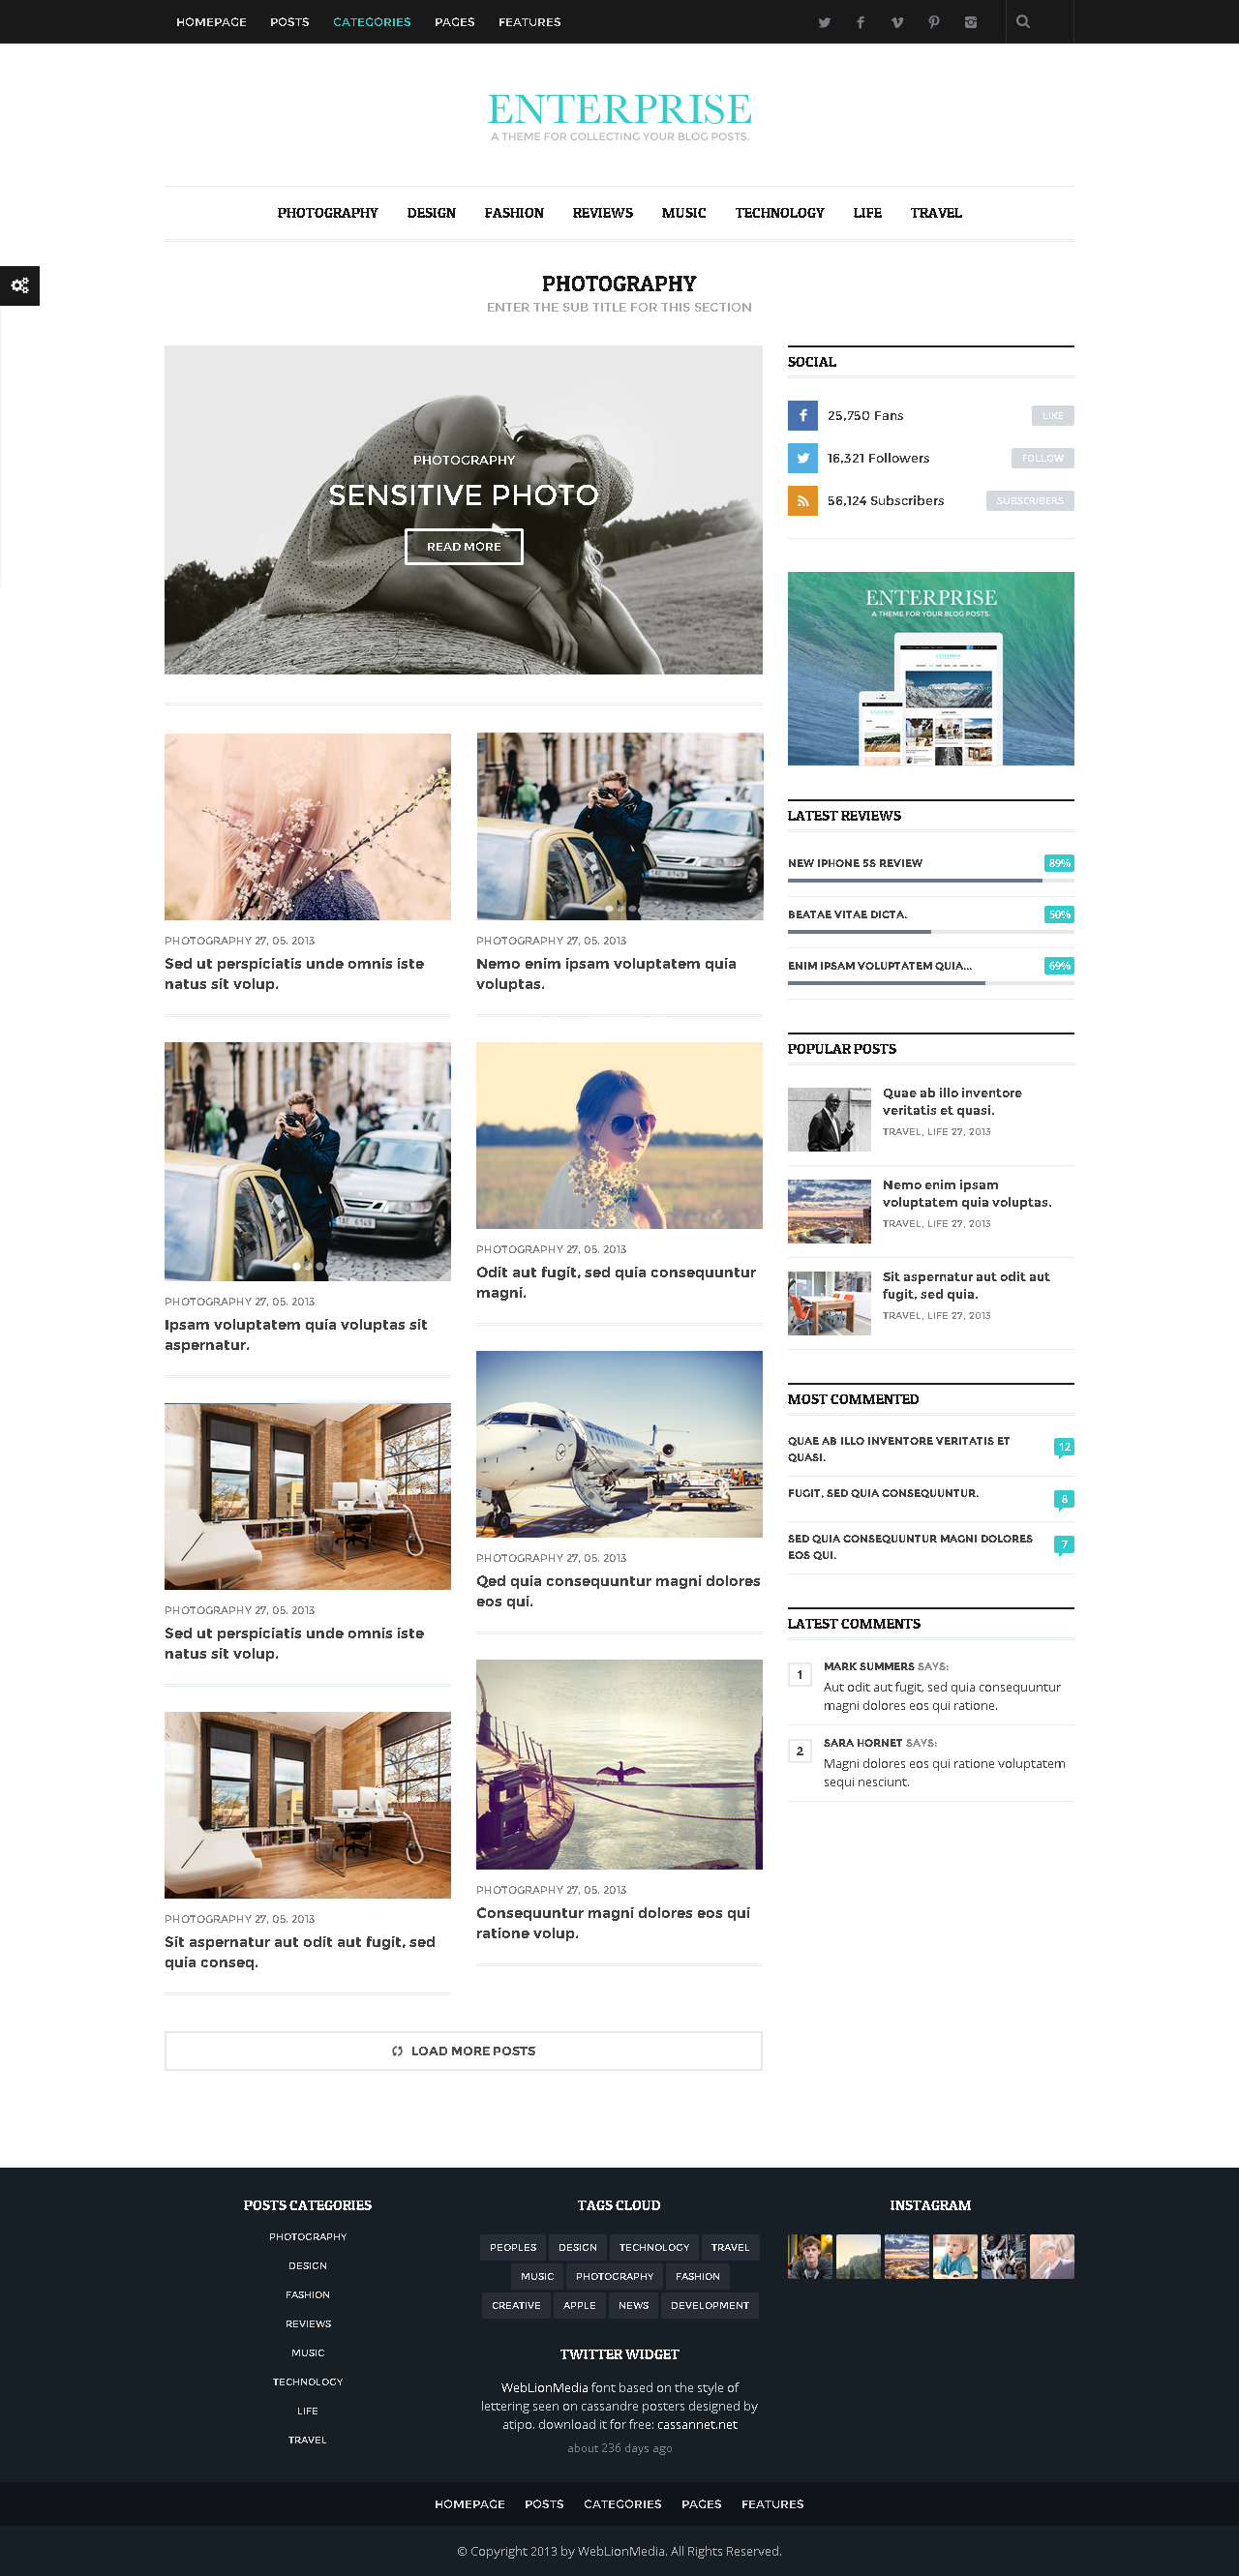 HOMEPAGE POSTS CATEGORIES PAGES FEATURES
ENTERPRISE
A THEME FOR COLLECTING YOUR BLOG POSTS.
PHOTOGRAPHY DESIGN FASHION REVIEWS MUSIC TECHNOLOGY LIFE TRAVEL
PHOTOGRAPHY
ENTER THE SUB TITLE FOR THIS SECTION
PHOTOGRAPHY
SENSITIVE PHOTO
READ MORE
PHOTOGRAPHY 27, 05. 2013
Sed ut perspiciatis unde omnis iste
natus sit volup.
PHOTOGRAPHY 27, 05. 2013
Nemo enim ipsam voluptatem quia
voluptas.
PHOTOGRAPHY 27, 05. 2013
Ipsam voluptatem quia voluptas sit
aspernatur.
PHOTOGRAPHY 27, 05. 2013
Odit aut fugit, sed quia consequuntur
magni.
PHOTOGRAPHY 27, 05. 2013
Sed ut perspiciatis unde omnis iste
natus sit volup.
PHOTOGRAPHY 27, 05. 2013
Qed quia consequuntur magni dolores
eos qui.
PHOTOGRAPHY 27, 05. 2013
Sit aspernatur aut odit aut fugit, sed
quia conseq.
PHOTOGRAPHY 27, 05. 2013
Consequuntur magni dolores eos qui
ratione volup.
LOAD MORE POSTS
SOCIAL
25,750 Fans LIKE
16,321 Followers FOLLOW
56,124 Subscribers SUBSCRIBERS
ENTERPRISE
A THEME FOR YOUR BLOG POSTS.
LATEST REVIEWS
NEW IPHONE 5S REVIEW 89%
BEATAE VITAE DICTA. 50%
ENIM IPSAM VOLUPTATEM QUIA... 69%
POPULAR POSTS
Quae ab illo inventore
veritatis et quasi.
TRAVEL, LIFE 27, 2013
Nemo enim ipsam
voluptatem quia voluptas.
TRAVEL, LIFE 27, 2013
Sit aspernatur aut odit aut
fugit, sed quia.
TRAVEL, LIFE 27, 2013
MOST COMMENTED
QUAE AB ILLO INVENTORE VERITATIS ET 12
QUASI.
FUGIT, SED QUIA CONSEQUUNTUR. 8
SED QUIA CONSEQUUNTUR MAGNI DOLORES 7
EOS QUI.
LATEST COMMENTS
1 MARK SUMMERS SAYS:
Aut odit aut fugit, sed quia consequuntur
magni dolores eos qui ratione.
2 SARA HORNET SAYS:
Magni dolores eos qui ratione voluptatem
sequi nesciunt.
POSTS CATEGORIES
PHOTOGRAPHY
DESIGN
FASHION
REVIEWS
MUSIC
TECHNOLOGY
LIFE
TRAVEL
TAGS CLOUD
PEOPLES DESIGN TECHNOLOGY TRAVEL
MUSIC PHOTOGRAPHY FASHION
CREATIVE APPLE NEWS DEVELOPMENT
TWITTER WIDGET
WebLionMedia font based on the style of
lettering seen on cassandre posters designed by
atipo. download it for free: cassannet.net
about 236 days ago
INSTAGRAM
HOMEPAGE POSTS CATEGORIES PAGES FEATURES
© Copyright 2013 by WebLionMedia. All Rights Reserved.